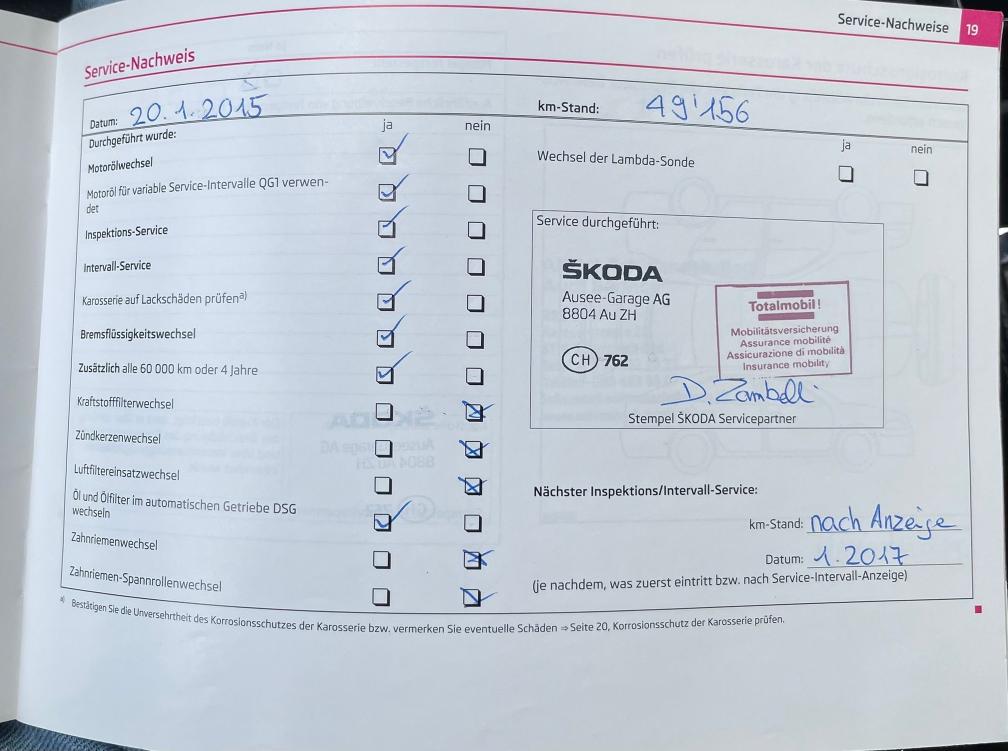 Service-Nachweise 19
Service-Nachweis
Datum: 20.1.2015
km-Stand: 49'156
Durchgeführt wurde:
ja nein
Motorölwechsel
Motoröl für variable Service-Intervalle QG1 verwen-
det
Inspektions-Service
Intervall-Service
Karosserie auf Lackschäden prüfen a)
Bremsflüssigkeitswechsel
Zusätzlich alle 60 000 km oder 4 Jahre
Kraftstofffilterwechsel
Zündkerzenwechsel
Luftfiltereinsatzwechsel
Öl und Ölfilter im automatischen Getriebe DSG
wechseln
Zahnriemenwechsel
Zahnriemen-Spannrollenwechsel
ja nein
Wechsel der Lambda-Sonde
Service durchgeführt:
ŠKODA
Ausee-Garage AG
8804 Au ZH
CH 762
Totalmobil!
Mobilitätsversicherung
Assurance mobilité
Assicurazione di mobilità
Insurance mobility
D. Zambelli
Stempel ŠKODA Servicepartner
Nächster Inspektions/Intervall-Service:
km-Stand: nach Anzeige
Datum: 1.2017
(je nachdem, was zuerst eintritt bzw. nach Service-Intervall-Anzeige)
a) Bestätigen Sie die Unversehrtheit des Korrosionsschutzes der Karosserie bzw. vermerken Sie eventuelle Schäden ⇒ Seite 20, Korrosionsschutz der Karosserie prüfen.